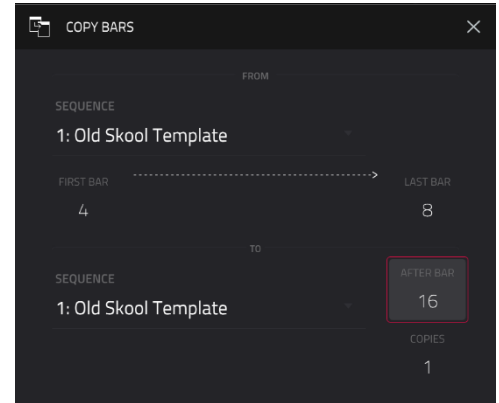 COPY BARS
FROM
SEQUENCE
1: Old Skool Template
FIRST BAR
LAST BAR
4
8
TO
SEQUENCE
AFTER BAR
1: Old Skool Template
16
COPIES
1